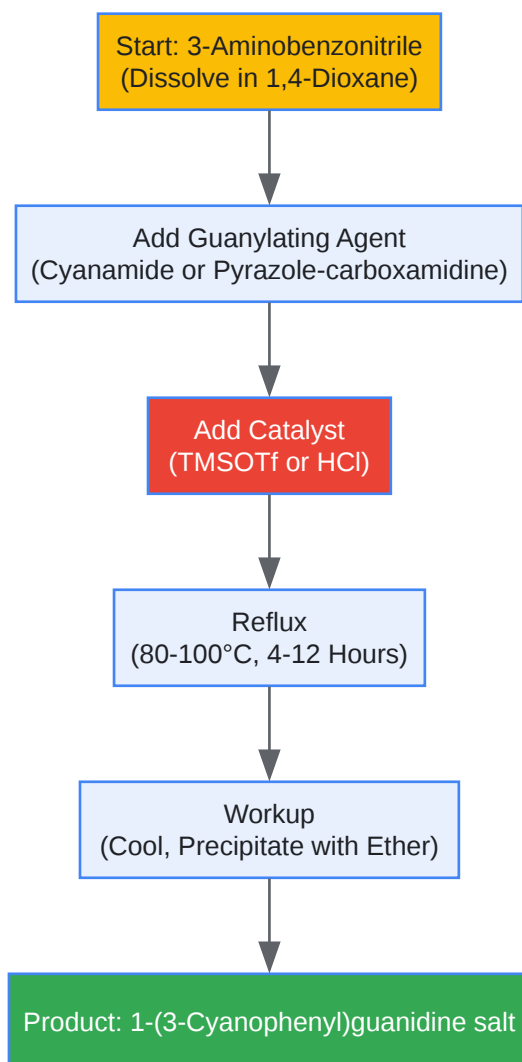 Start: 3-Aminobenzonitrile
(Dissolve in 1,4-Dioxane)
Add Guanylating Agent
(Cyanamide or Pyrazole-carboxamidine)
Add Catalyst
(TMSOTf or HCl)
Reflux
(80-100°C, 4-12 Hours)
Workup
(Cool, Precipitate with Ether)
Product: 1-(3-Cyanophenyl)guanidine salt